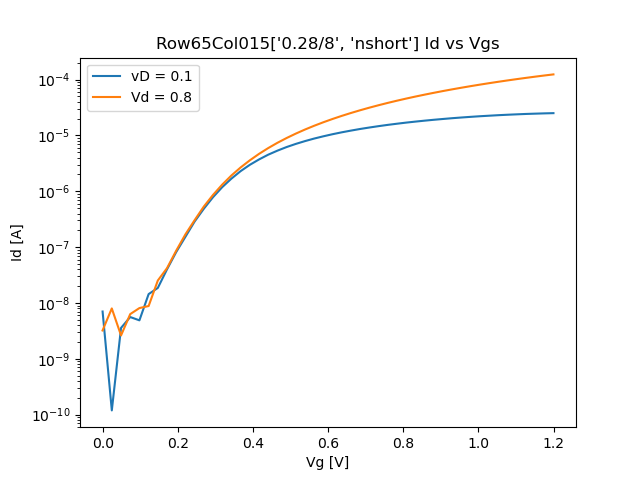 Row65Col015['0.28/8', 'nshort'] Id vs Vgs
vD = 0.1
Vd = 0.8
Id [A]
10⁻⁴
10⁻⁵
10⁻⁶
10⁻⁷
10⁻⁸
10⁻⁹
10⁻¹⁰
0.0 0.2 0.4 0.6 0.8 1.0 1.2
Vg [V]